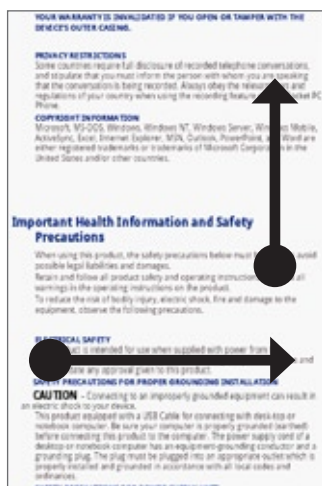 YOUR WARRANTY IS INVALIDATED IF YOU OPEN OR TAMPER WITH THE
DEVICE'S OUTER CASING.
PRIVACY RESTRICTIONS
Some countries require full disclosure of recorded telephone conversations,
and stipulate that you must inform the person with whom you are speaking
that the conversation is being recorded. Always obey the relevant and
regulations of your country when using the recording feature PC
Phone.
COPYRIGHT INFORMATION
Microsoft, MS-DOS, Windows, Windows NT, Windows Server, Mobile,
ActiveSync, Excel, Internet Explorer, MSN, Outlook, PowerPoint, Word are
either registered trademarks or trademarks of Microsoft in the
United States and/or other countries.
Important Health Information and Safety
Precautions
When using this product, the safety precautions below must avoid
possible legal liabilities and damages.
Retain and follow all product safety and operating all
warnings in the operating instructions on the product.
To reduce the risk of bodily injury, electric shock, fire and damage to the
equipment, observe the following precautions.
ELECTRICAL SAFETY
is intended for use when supplied with power from
and
any approval given to this product.
SAFETY PRECAUTIONS FOR PROPER GROUNDING INSTALLATION
CAUTION - Connecting to an improperly grounded equipment can result in
an electric shock to your device.
This product equipped with a USB Cable for connecting with desk-top or
notebook computer. Be sure your computer is properly grounded (earthed)
before connecting this product to the computer. The power supply cord of a
desktop or notebook computer has an equipment-grounding conductor and a
grounding plug. The plug must be plugged into an appropriate outlet which is
properly installed and grounded in accordance with all local codes and
ordinances.